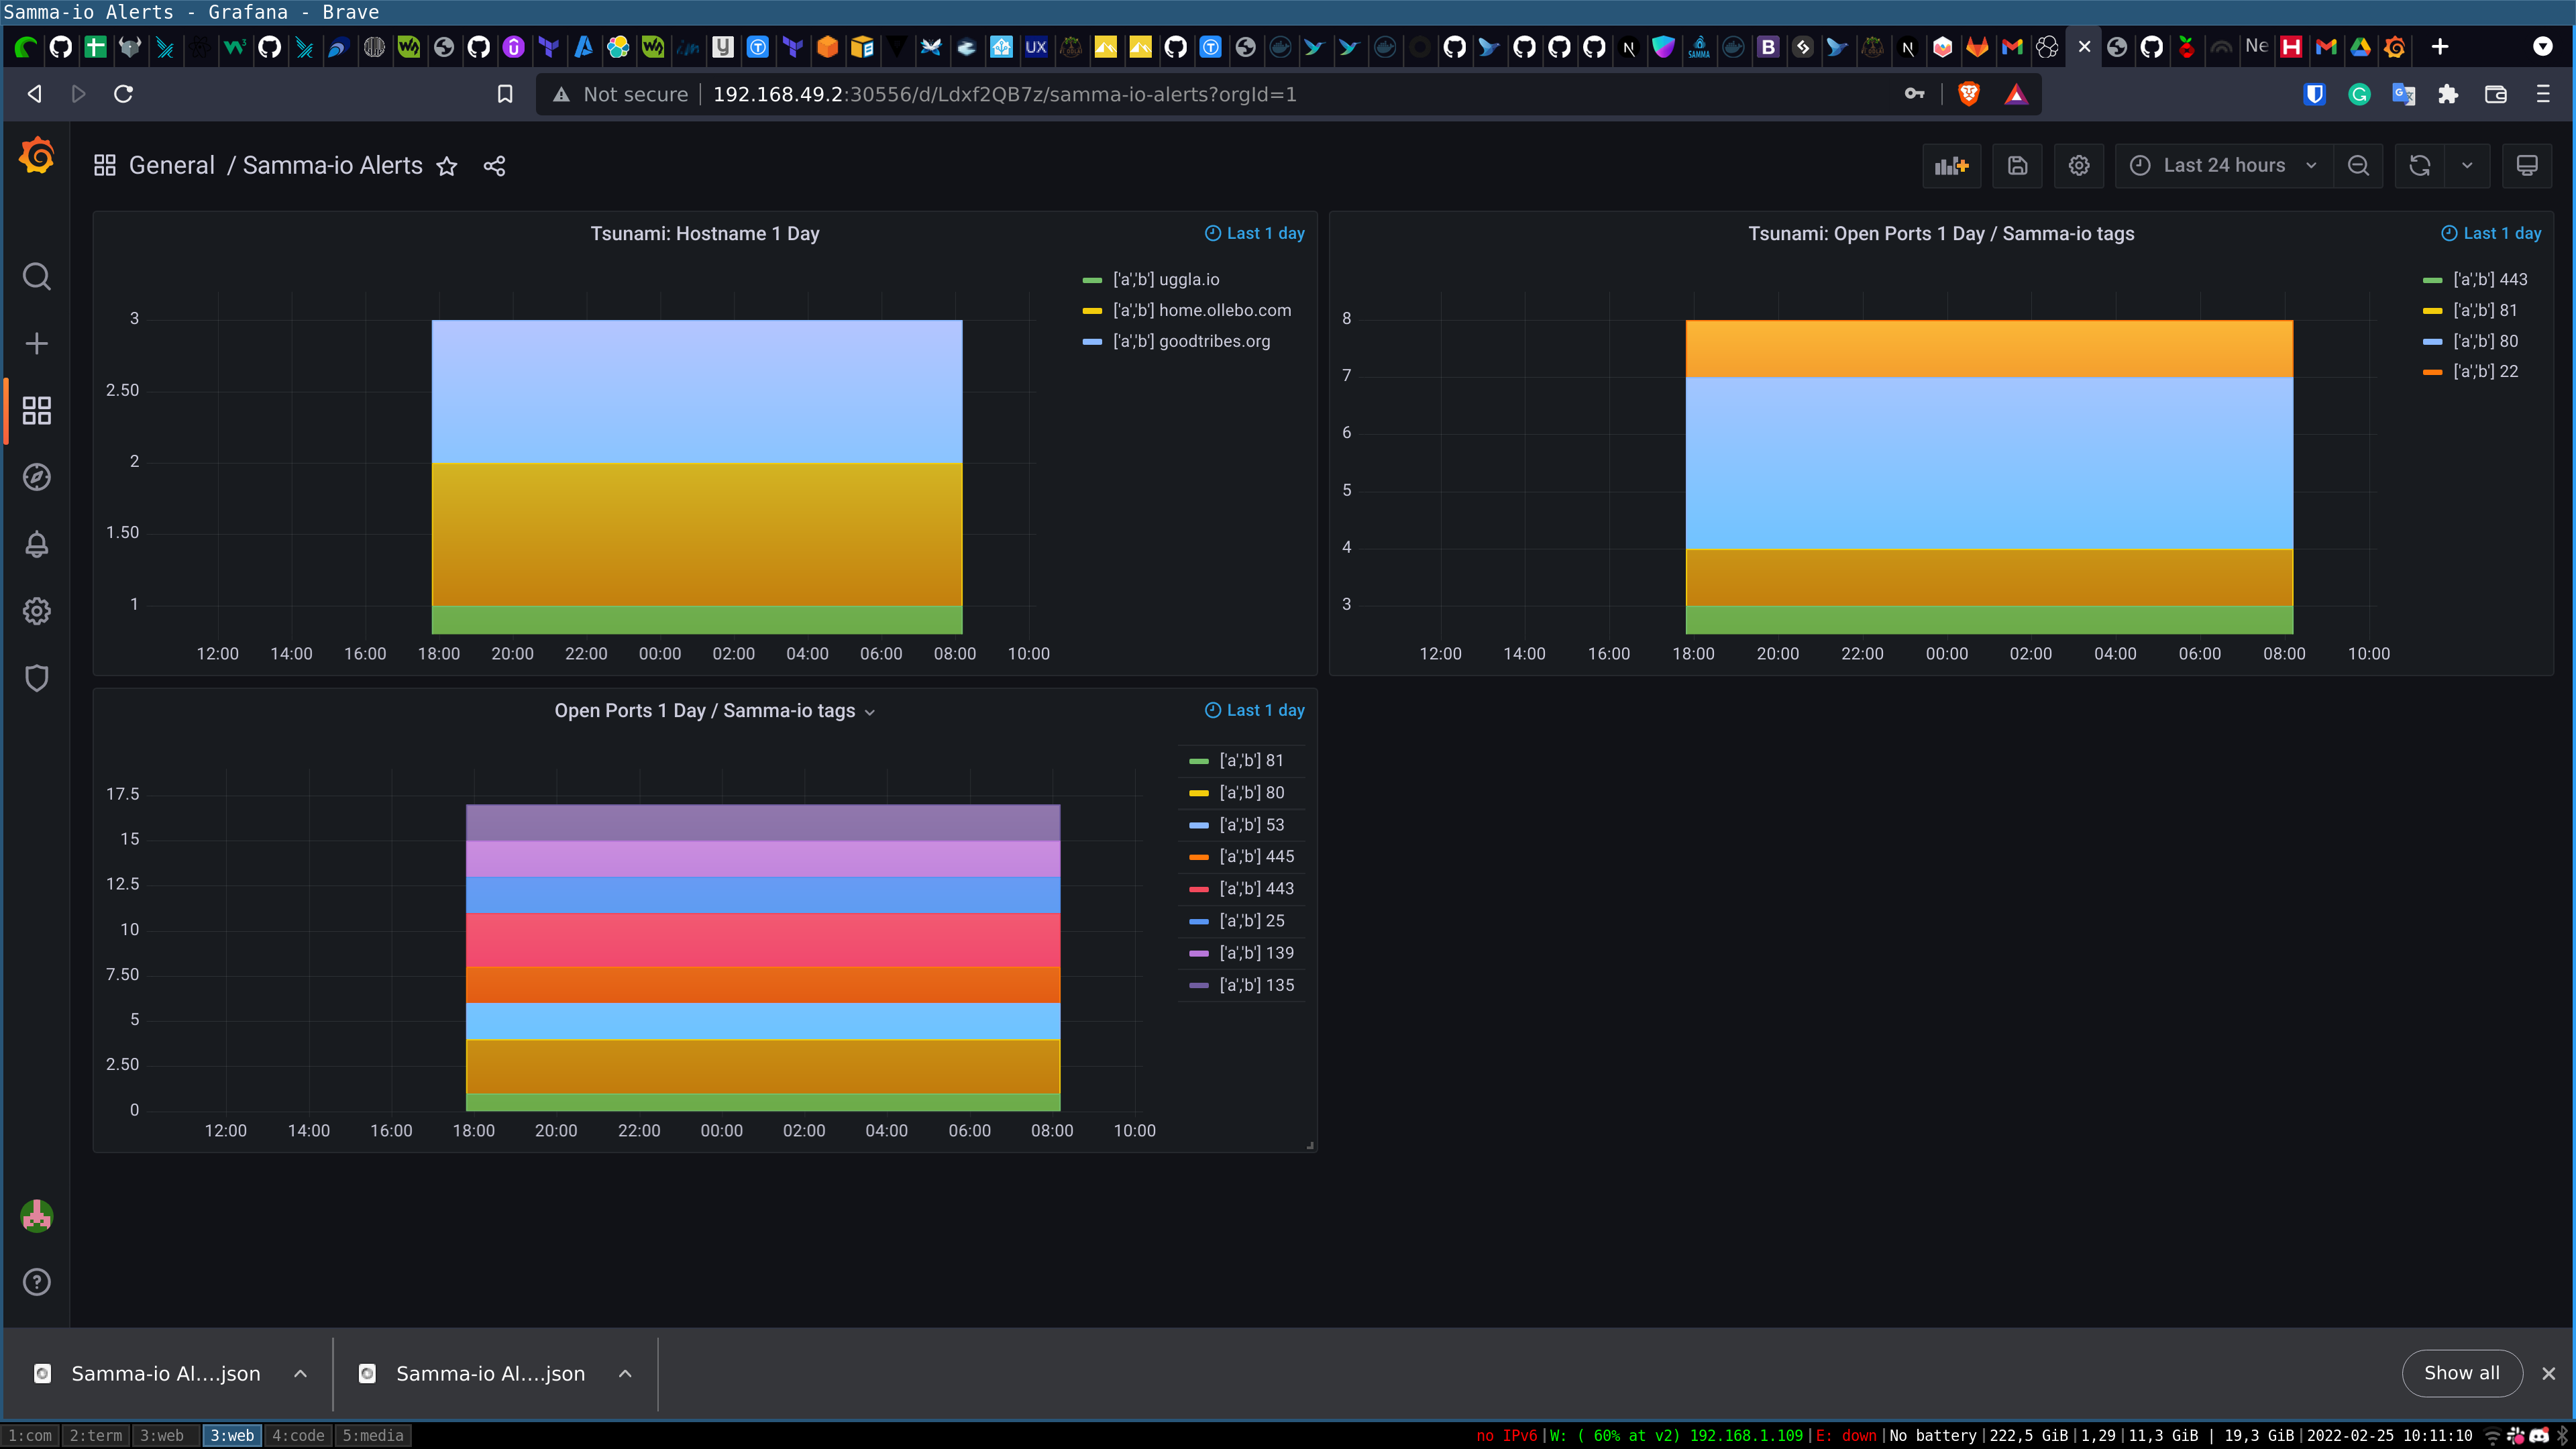 Samma-io Alerts - Grafana - Brave
UX
SAMMA
B
N
Ne
H
Not secure 192.168.49.2:30556/d/Ldxf2QB7z/samma-io-alerts?orgId=1
General / Samma-io Alerts
Last 24 hours
Tsunami: Hostname 1 Day
Last 1 day
['a','b'] uggla.io
['a','b'] home.ollebo.com
['a','b'] goodtribes.org
3
2.50
2
1.50
1
12:00 14:00 16:00 18:00 20:00 22:00 00:00 02:00 04:00 06:00 08:00 10:00
Tsunami: Open Ports 1 Day / Samma-io tags
Last 1 day
['a','b'] 443
['a','b'] 81
['a','b'] 80
['a','b'] 22
8
7
6
5
4
3
12:00 14:00 16:00 18:00 20:00 22:00 00:00 02:00 04:00 06:00 08:00 10:00
Open Ports 1 Day / Samma-io tags
Last 1 day
['a','b'] 81
['a','b'] 80
['a','b'] 53
['a','b'] 445
['a','b'] 443
['a','b'] 25
['a','b'] 139
['a','b'] 135
17.5
15
12.5
10
7.50
5
2.50
0
12:00 14:00 16:00 18:00 20:00 22:00 00:00 02:00 04:00 06:00 08:00 10:00
Samma-io Al....json
Samma-io Al....json
Show all
1:com 2:term 3:web 3:web 4:code 5:media
no IPv6|W: ( 60% at v2) 192.168.1.109|E: down|No battery|222,5 GiB|1,29|11,3 GiB | 19,3 GiB|2022-02-25 10:11:10